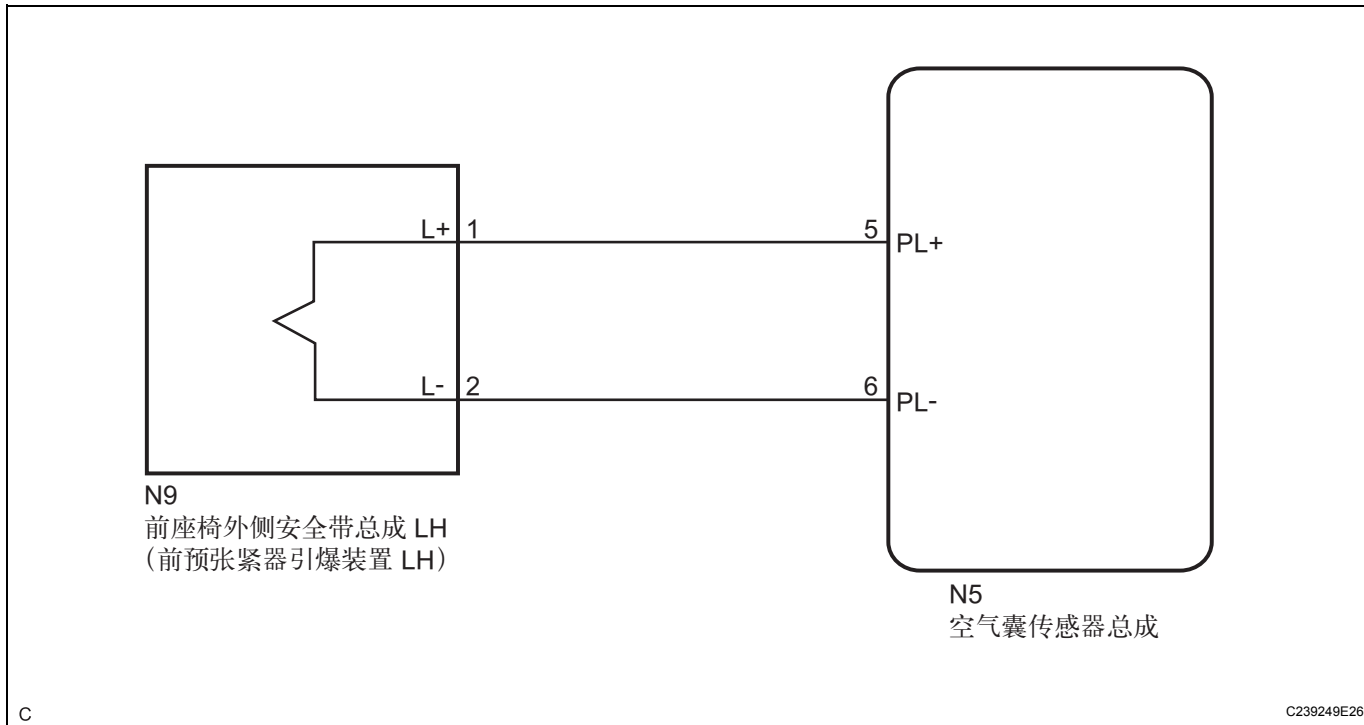 L+ 1
5 PL+
L- 2
6 PL-
N9
前座椅外侧安全带总成 LH
(前预张紧器引爆装置 LH)
N5
空气囊传感器总成
C
C239249E26